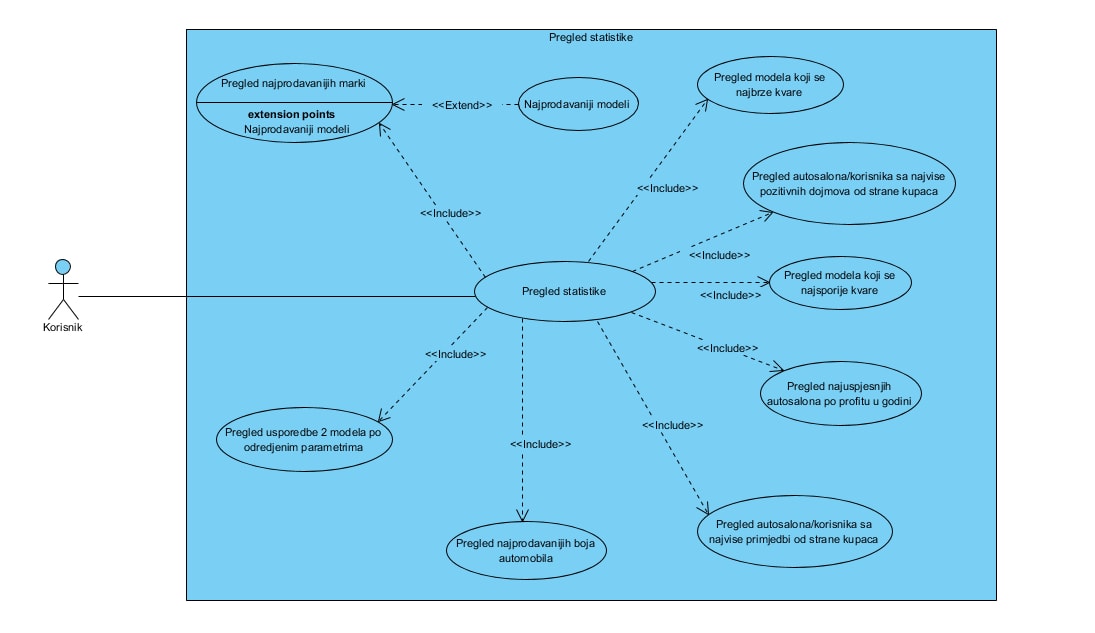 Pregled statistike
Pregled najprodavanijh marki
extension points
Najprodavaniji modeli
<<Extend>>
Najprodavaniji modeli
Pregled modela koji se
najbrze kvare
<<Include>>
<<Include>>
Pregled autosalona/korisnika sa najvise
pozitivnih dojmova od strane kupaca
<<Include>>
Pregled modela koji se
najsporije kvare
<<Include>>
Pregled statistike
Korisnik
<<Include>>
<<Include>>
Pregled najuspjesnjih
autosalona po profitu u godini
Pregled usporedbe 2 modela po
odredjenim parametrima
<<Include>>
<<Include>>
Pregled autosalona/korisnika sa
najvise primjedbi od strane kupaca
Pregled najprodavanijih boja
automobila